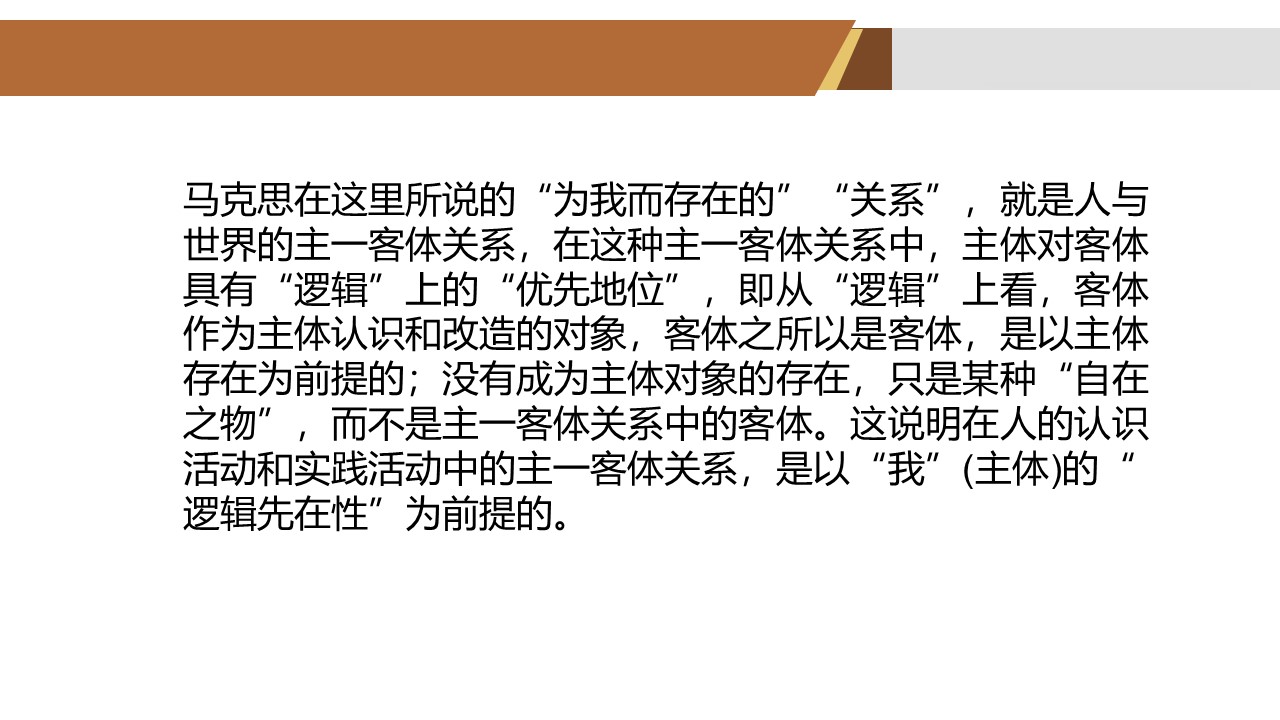 马克思在这里所说的“为我而存在的”“关系”，就是人与
世界的主一客体关系，在这种主一客体关系中，主体对客体
具有“逻辑”上的“优先地位”，即从“逻辑”上看，客体
作为主体认识和改造的对象，客体之所以是客体，是以主体
存在为前提的；没有成为主体对象的存在，只是某种“自在
之物”，而不是主一客体关系中的客体。这说明在人的认识
活动和实践活动中的主一客体关系，是以“我”(主体)的“
逻辑先在性”为前提的。